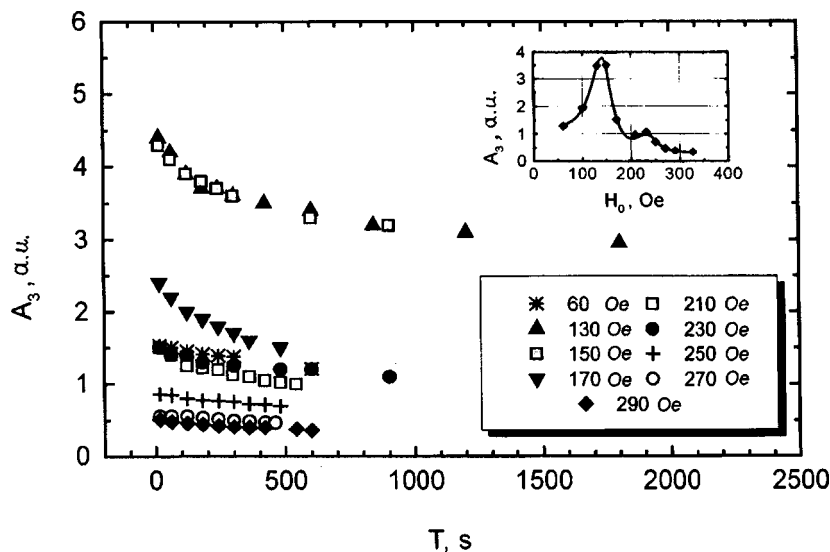 6
5
4
3
2
1
0
A₃, a.u.
0 500 1000 1500 2000 2500
T, s
4
3
2
1
0
A₃, a.u.
0 100 200 300 400
H₀, Oe
60 Oe 210 Oe
130 Oe 230 Oe
150 Oe 250 Oe
170 Oe 270 Oe
290 Oe